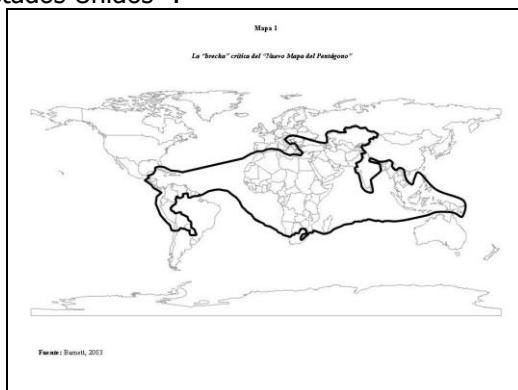 stados Unidos".
Mapa 1
La "brecha" crítica del "Nuevo Mapa del Pentágono"
Fuente: Barnett, 2003